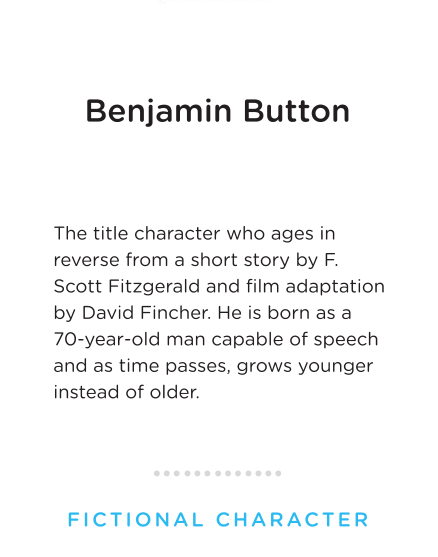 Benjamin Button
The title character who ages in
reverse from a short story by F.
Scott Fitzgerald and film adaptation
by David Fincher. He is born as a
70-year-old man capable of speech
and as time passes, grows younger
instead of older.
FICTIONAL CHARACTER